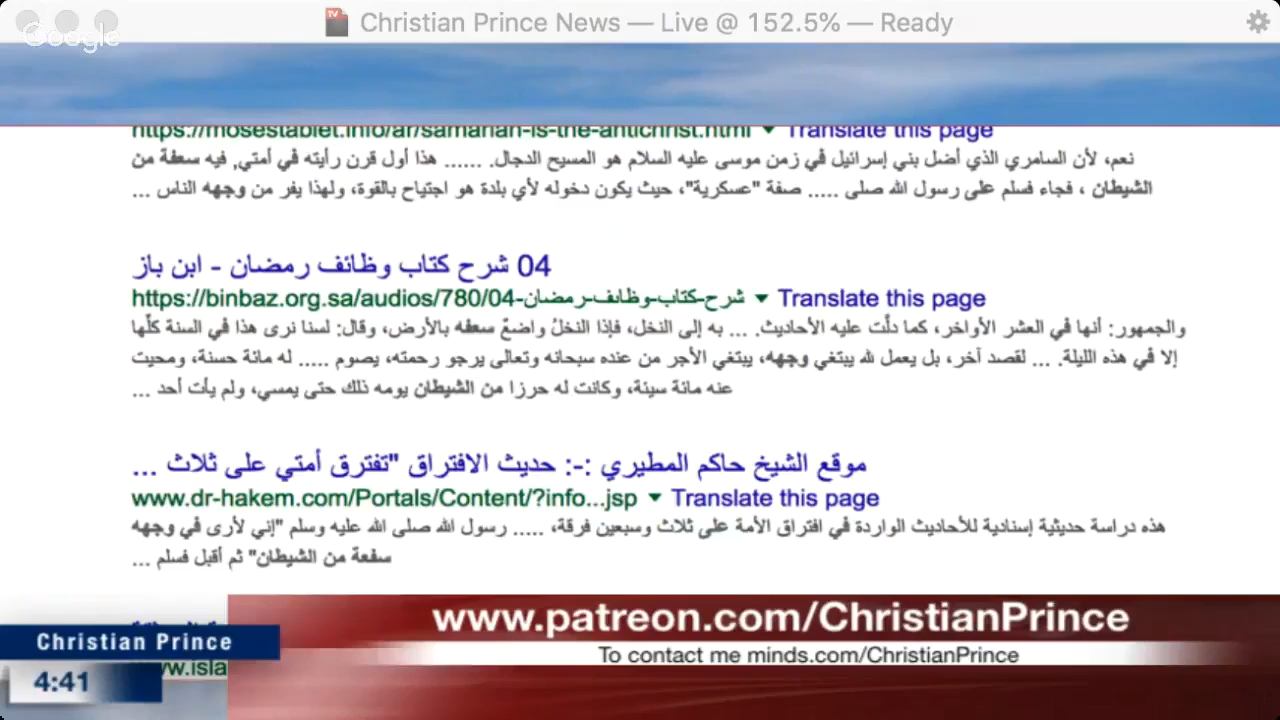 Christian Prince News — Live @ 152.5% — Ready
Google
https://mosestablet.info/ar/samarian-is-the-antichrist.html ▼ Translate this page
نعم، لأن السامري الذي أضل بني إسرائيل في زمن موسى عليه السلام هو المسيح الدجال. ...... هذا أول قرن رأيته في أمتي, فيه سعفة من
الشيطان ، فجاء فسلم على رسول الله صلى ..... صفة "عسكرية"، حيث يكون دخوله لأي بلدة هو اجتياح بالقوة، ولهذا يفر من وجهه الناس ...
04 شرح كتاب وظائف رمضان - ابن باز
https://binbaz.org.sa/audios/780/04-شرح-كتاب-وظايف-رمضان ▼ Translate this page
والجمهور: أنها في العشر الأواخر، كما دلَّت عليه الأحاديث. ... به إلى النخل، فإذا النخلُ واضعٌ سعفه بالأرض، وقال: لسنا نرى هذا في السنة كلِّها
إلا في هذه الليلة. ... لقصد آخر، بل يعمل لله يبتغي وجهه، يبتغي الأجر من عنده سبحانه وتعالى يرجو رحمته، يصوم ..... له مائة حسنة، ومحيت
عنه مائة سيئة، وكانت له حرزا من الشيطان يومه ذلك حتى يمسي، ولم يأت أحد ...
موقع الشيخ حاكم المطيري :-: حديث الافتراق "تفترق أمتي على ثلاث ...
www.dr-hakem.com/Portals/Content/?info...jsp ▼ Translate this page
هذه دراسة حديثية إسنادية للأحاديث الواردة في افتراق الأمة على ثلاث وسبعين فرقة، ..... رسول الله صلى الله عليه وسلم "إني لأرى في وجهه
سفعة من الشيطان" ثم أقبل فسلم ...
www.patreon.com/ChristianPrince
Christian Prince
To contact me minds.com/ChristianPrince
4:41